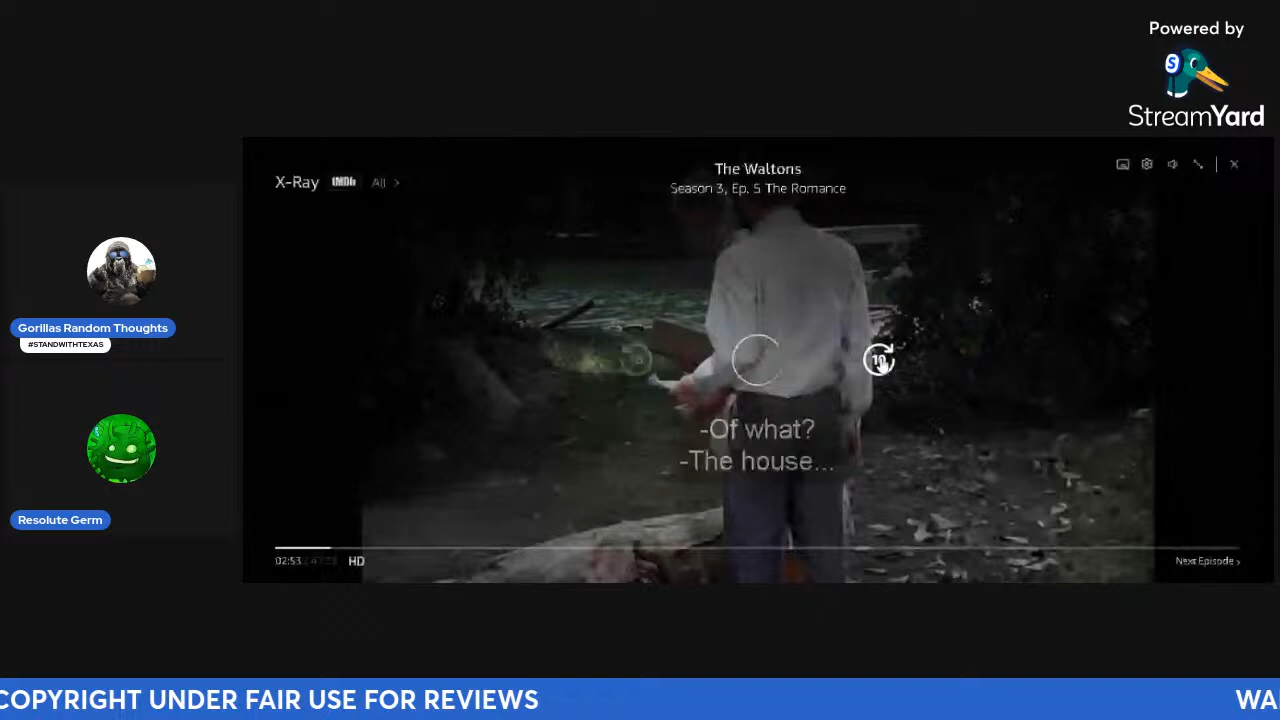 Powered by
S
StreamYard
The Waltons
Season 3, Ep. 5 The Romance
X-Ray IMDb All >
10
-Of what?
-The house...
Gorillas Random Thoughts
#STANDWITHTEXAS
Resolute Germ
02:53
HD
Next Episode >
COPYRIGHT UNDER FAIR USE FOR REVIEWS
WA